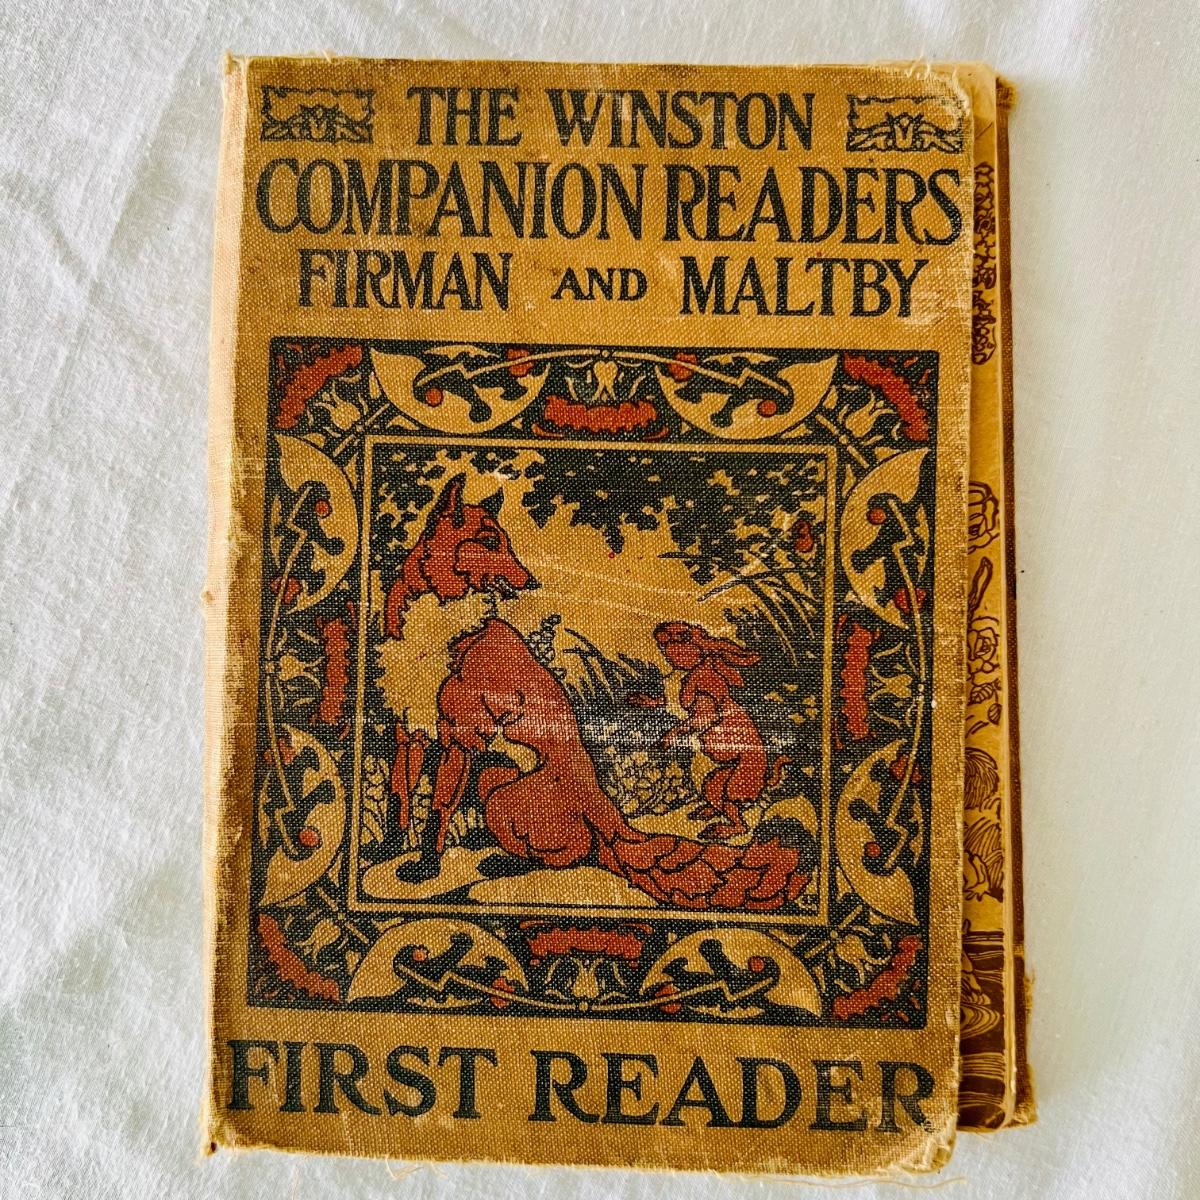 THE WINSTON
COMPANION READERS
FIRMAN AND MALTBY
FIRST READER